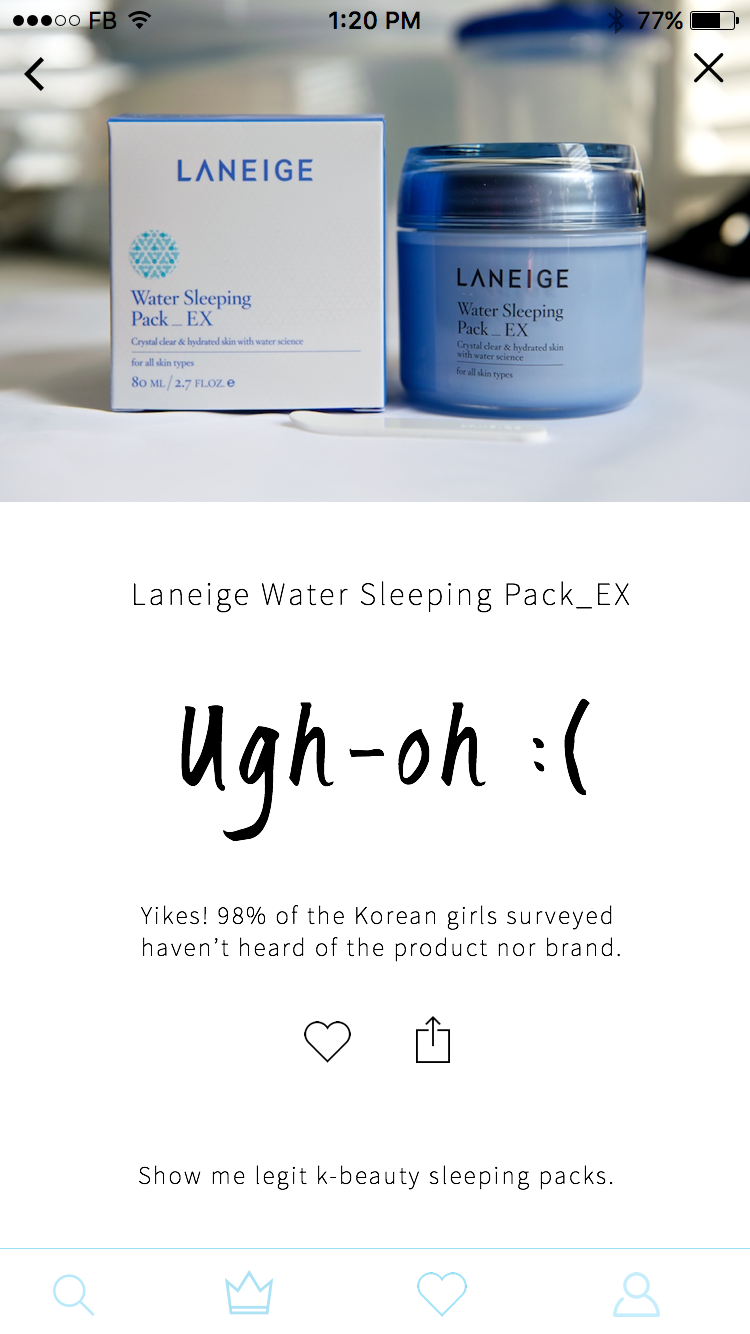 FB 1:20 PM 77%
LANEIGE
Water Sleeping
Pack_EX
Crystal clear & hydrated skin with water science
for all skin types
80 ML / 2.7 FL.OZ e
LANEIGE
Water Sleeping
Pack_EX
Crystal clear & hydrated skin
with water science
for all skin types
Laneige Water Sleeping Pack_EX
Ugh-oh :(
Yikes! 98% of the Korean girls surveyed
haven't heard of the product nor brand.
Show me legit k-beauty sleeping packs.